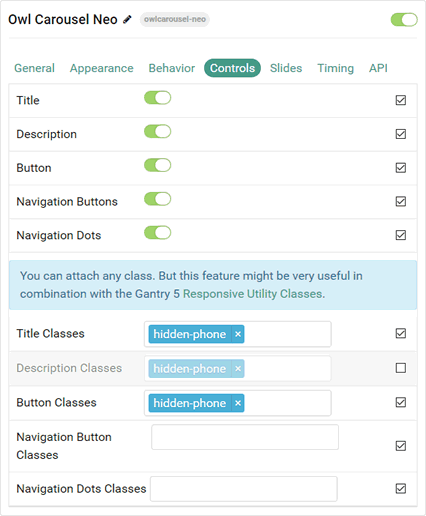 Owl Carousel Neo owlcarousel-neo
General Appearance Behavior Controls Slides Timing API
Title
Description
Button
Navigation Buttons
Navigation Dots
You can attach any class. But this feature might be very useful in
combination with the Gantry 5 Responsive Utility Classes.
Title Classes hidden-phone ×
Description Classes hidden-phone ×
Button Classes hidden-phone ×
Navigation Button
Classes
Navigation Dots Classes